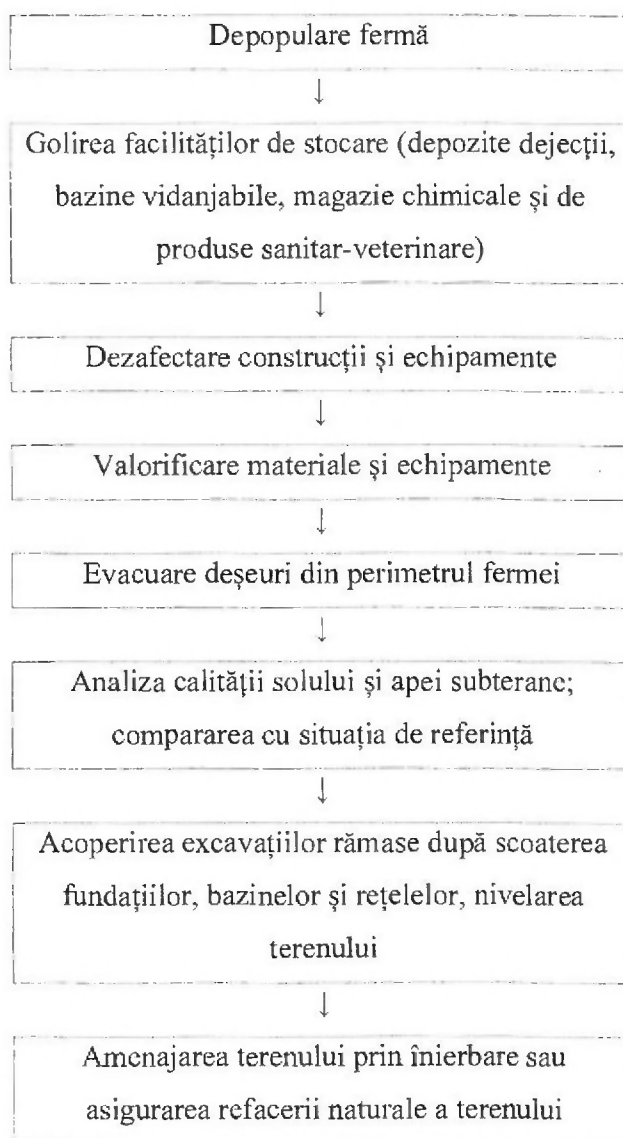 Depopulare fermă
↓
Golirea facilităților de stocare (depozite dejecții,
bazine vidanjabile, magazie chimicale și de
produse sanitar-veterinare)
↓
Dezafectare construcții și echipamente
↓
Valorificare materiale și echipamente
↓
Evacuare deșeuri din perimetrul fermei
↓
Analiza calității solului și apei subterane;
compararea cu situația de referință
↓
Acoperirea excavațiilor rămase după scoaterea
fundațiilor, bazinelor și rețelelor, nivelarea
terenului
↓
Amenajarea terenului prin înierbare sau
asigurarea refacerii naturale a terenului